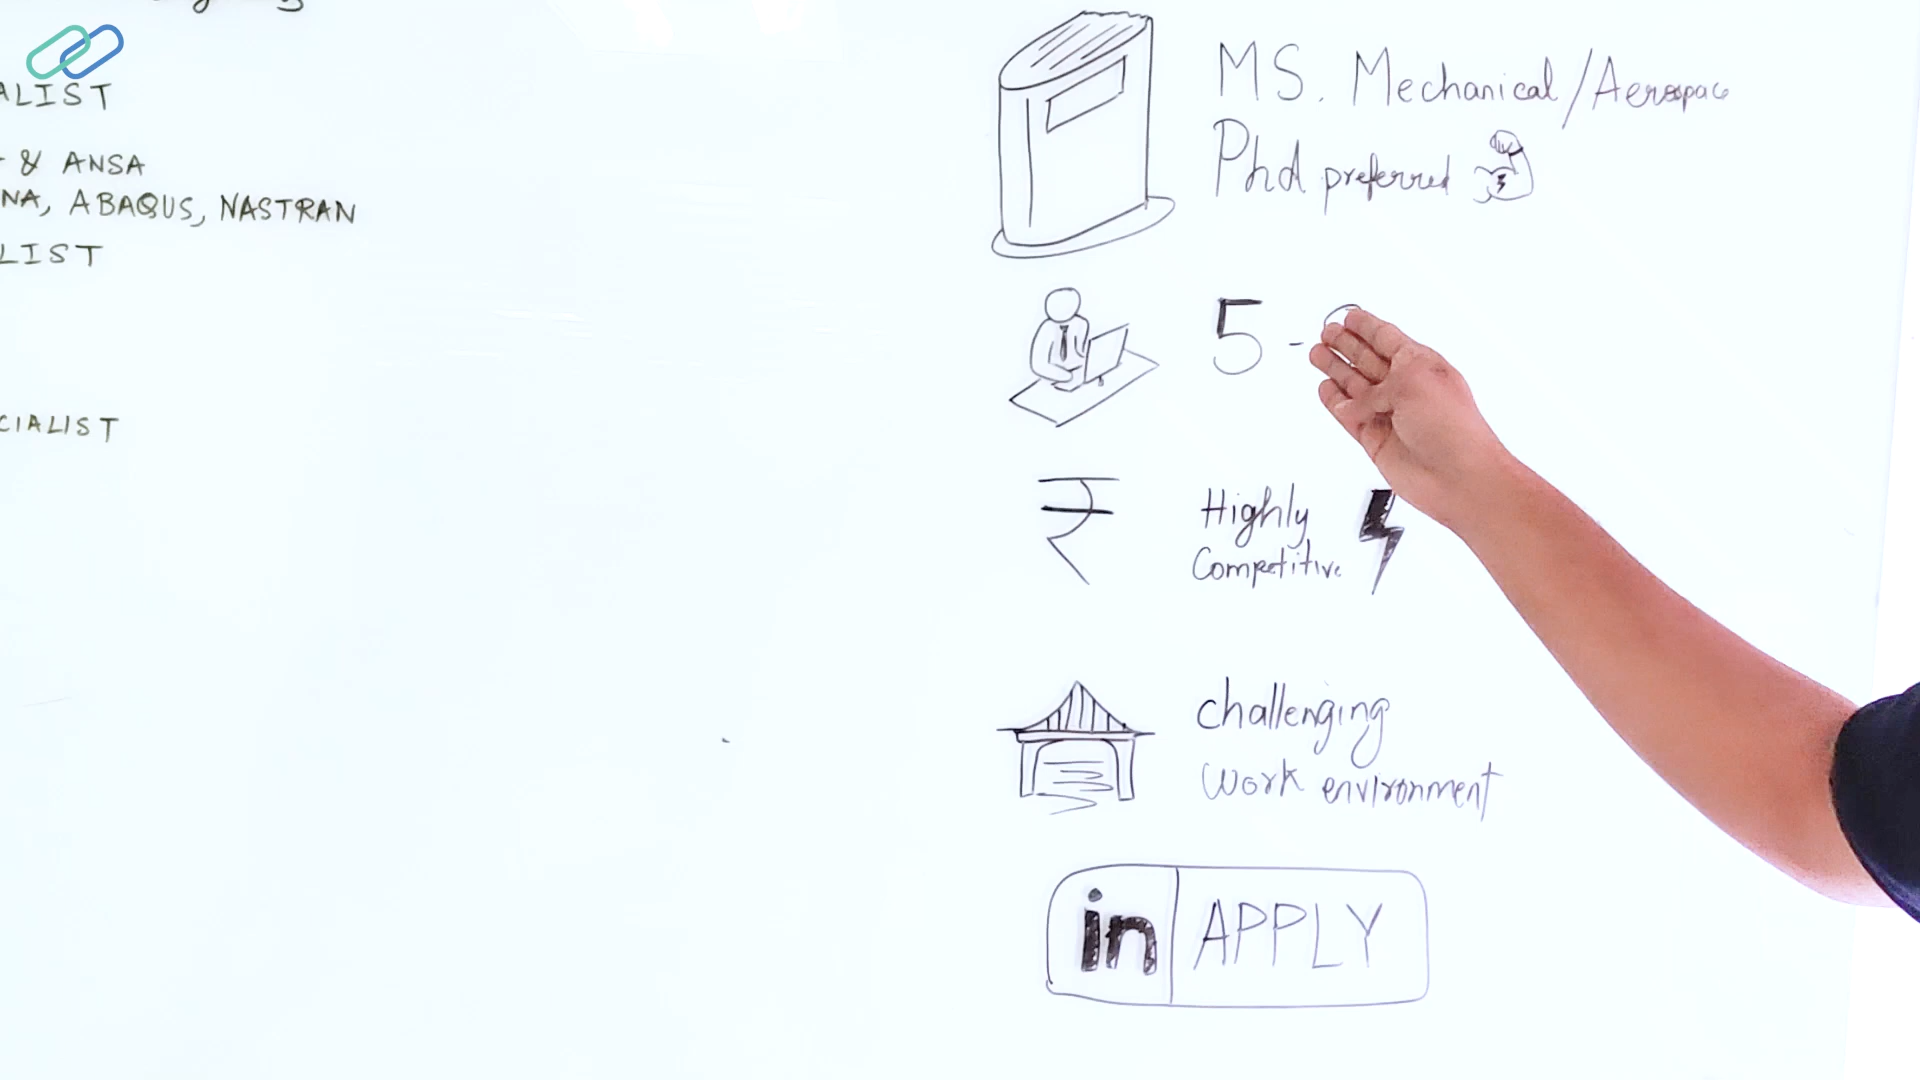 ALIST
& ANSA
NA, ABAQUS, NASTRAN
LIST
CIALIST
MS. Mechanical/Aerospace
Phd preferred
5 -
₹
Highly
Competitive
challenging
work environment
in APPLY